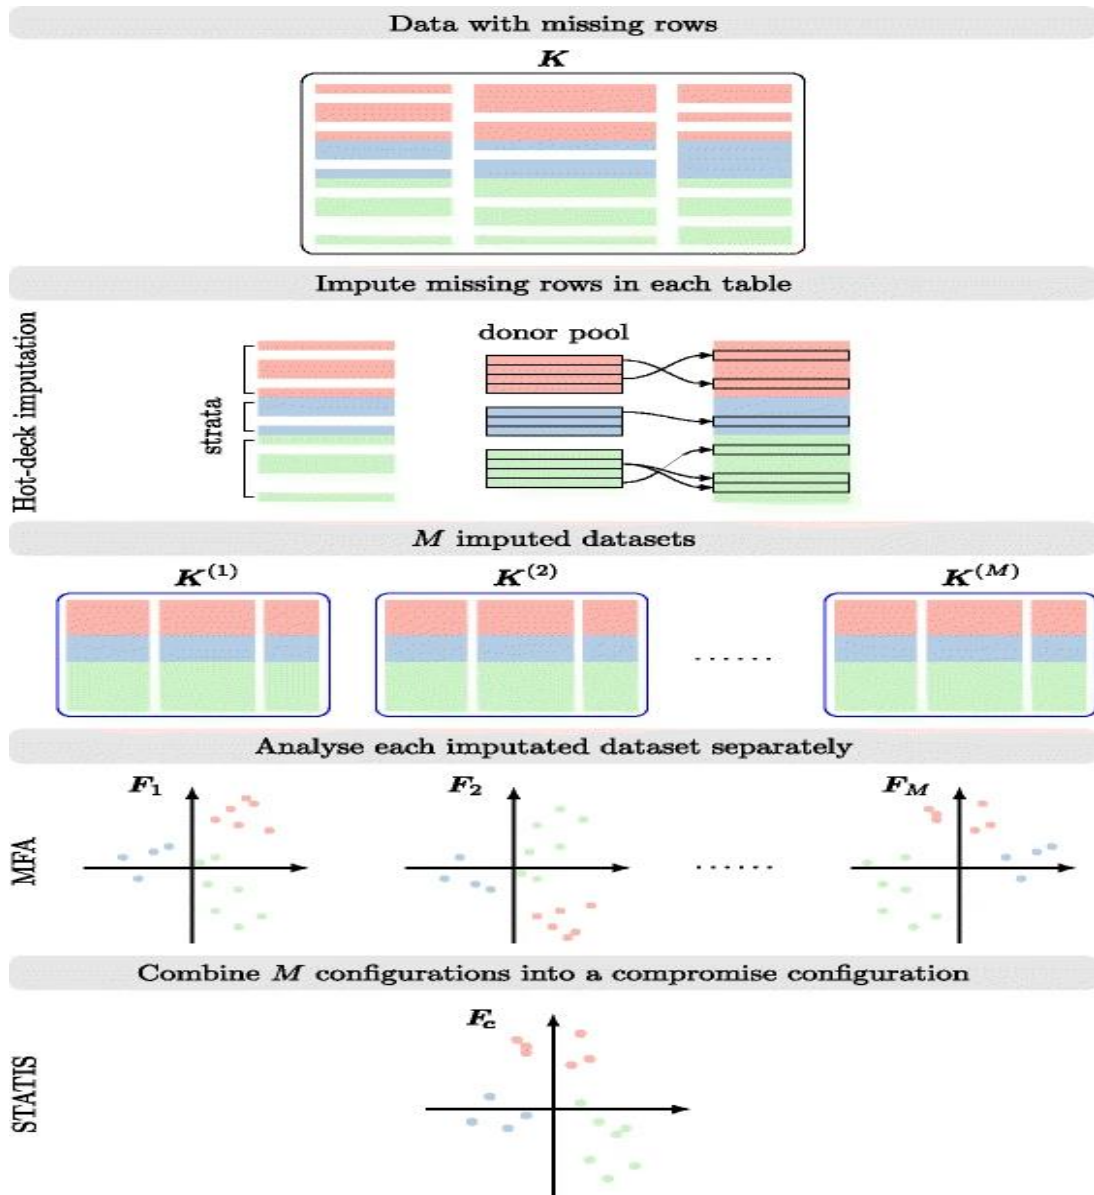 Data with missing rows
K
Impute missing rows in each table
Hot-deck imputation
strata
donor pool
M imputed datasets
K(1) K(2) K(M)
......
Analyse each imputated dataset separately
MFA
F1 F2 FM
......
Combine M configurations into a compromise configuration
STATIS
Fc